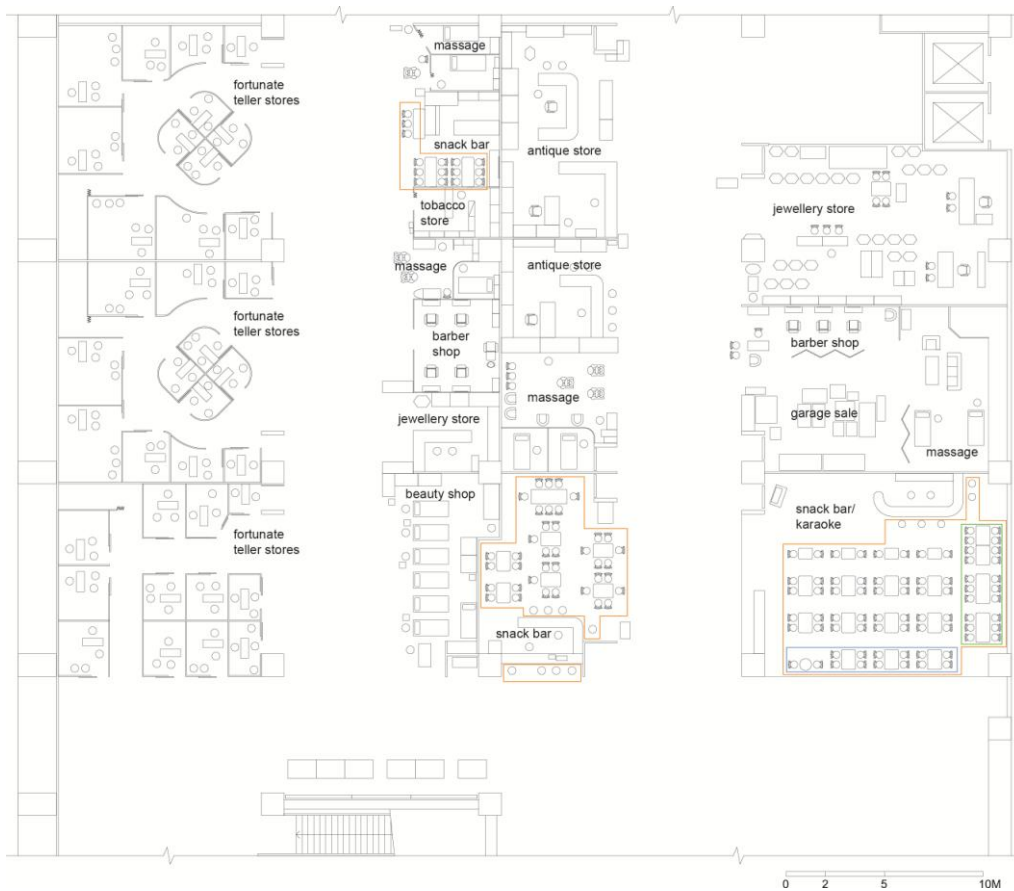 massage
fortunate
teller stores
snack bar
antique store
tobacco
store
jewellery store
massage
antique store
fortunate
teller stores
barber
shop
barber shop
massage
jewellery store
garage sale
massage
beauty shop
fortunate
teller stores
snack bar/
karaoke
snack bar
0 2 5 10M